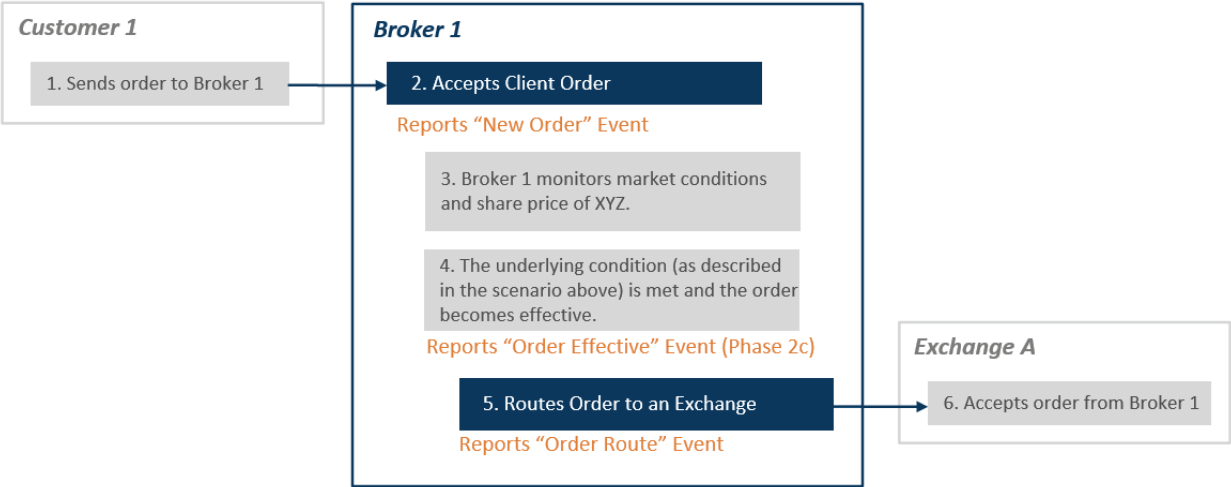 Customer 1
1. Sends order to Broker 1
Broker 1
2. Accepts Client Order
Reports “New Order” Event
3. Broker 1 monitors market conditions
and share price of XYZ.
4. The underlying condition (as described
in the scenario above) is met and the order
becomes effective.
Reports “Order Effective” Event (Phase 2c)
5. Routes Order to an Exchange
Reports “Order Route” Event
Exchange A
6. Accepts order from Broker 1